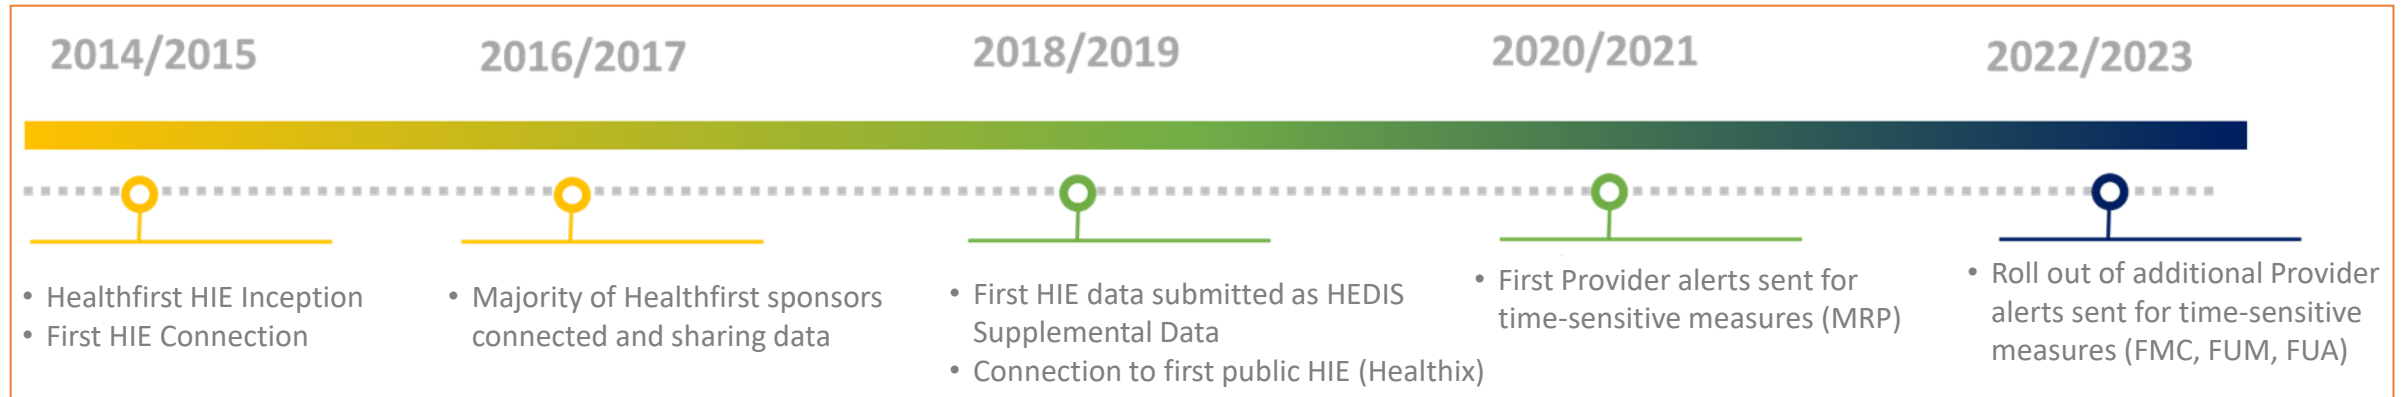 2014/2015
2016/2017
2018/2019
2020/2021
2022/2023
• Healthfirst HIE Inception
• First HIE Connection
• Majority of Healthfirst sponsors
connected and sharing data
• First HIE data submitted as HEDIS
Supplemental Data
• Connection to first public HIE (Healthix)
• First Provider alerts sent for
time-sensitive measures (MRP)
• Roll out of additional Provider
alerts sent for time-sensitive
measures (FMC, FUM, FUA)